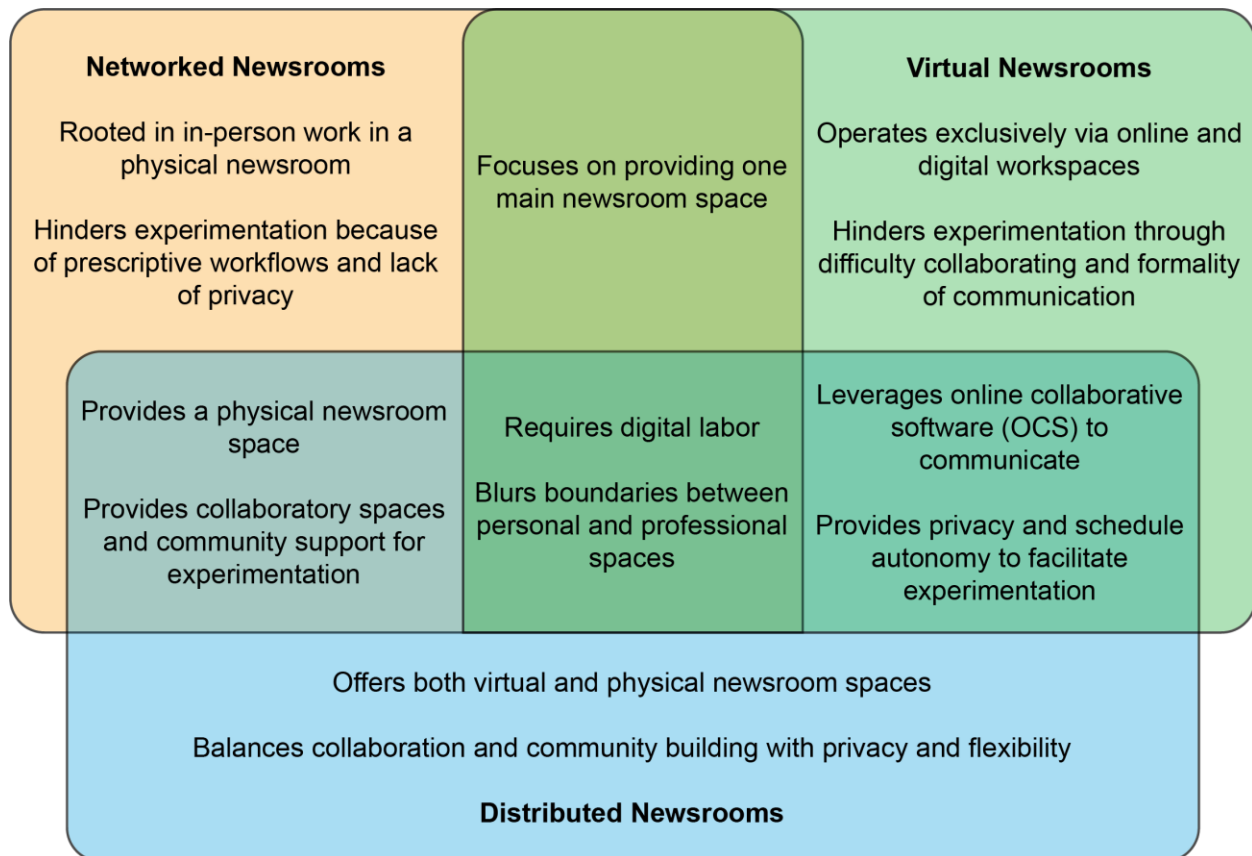 Networked Newsrooms
Rooted in in-person work in a
physical newsroom
Hinders experimentation because
of prescriptive workflows and lack
of privacy
Focuses on providing one
main newsroom space
Virtual Newsrooms
Operates exclusively via online and
digital workspaces
Hinders experimentation through
difficulty collaborating and formality
of communication
Provides a physical newsroom
space
Provides collaboratory spaces
and community support for
experimentation
Requires digital labor
Blurs boundaries between
personal and professional
spaces
Leverages online collaborative
software (OCS) to
communicate
Provides privacy and schedule
autonomy to facilitate
experimentation
Offers both virtual and physical newsroom spaces
Balances collaboration and community building with privacy and flexibility
Distributed Newsrooms